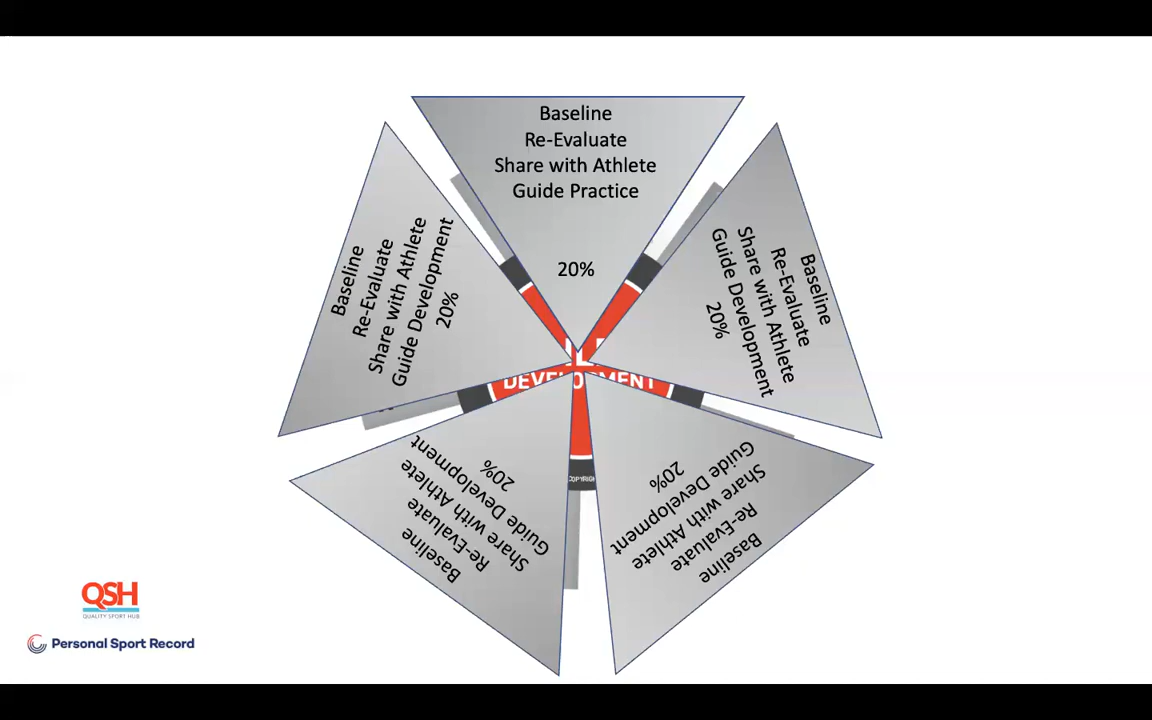 Baseline
Re-Evaluate
Share with Athlete
Guide Practice
20%
Baseline
Re-Evaluate
Share with Athlete
Guide Development
20%
Baseline
Re-Evaluate
Share with Athlete
Guide Development
20%
Baseline
Re-Evaluate
Share with Athlete
Guide Development
20%
Baseline
Re-Evaluate
Share with Athlete
Guide Development
20%
DEVELOPMENT
QSH
QUALITY SPORT HUB
Personal Sport Record